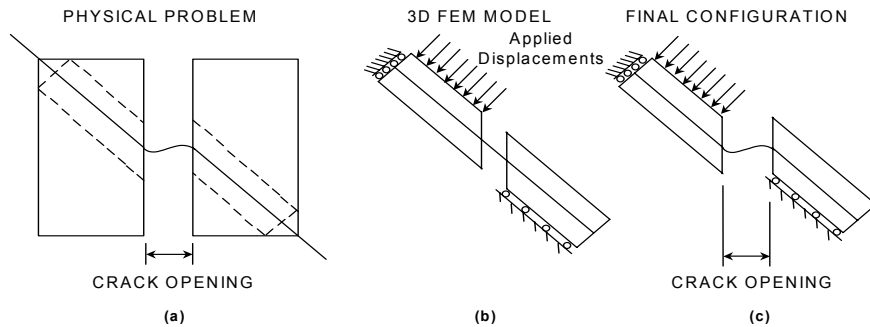 PHYSICAL PROBLEM
3D FEM MODEL
FINAL CONFIGURATION
Applied
Displacements
CRACK OPENING
CRACK OPENING
(a)
(b)
(c)